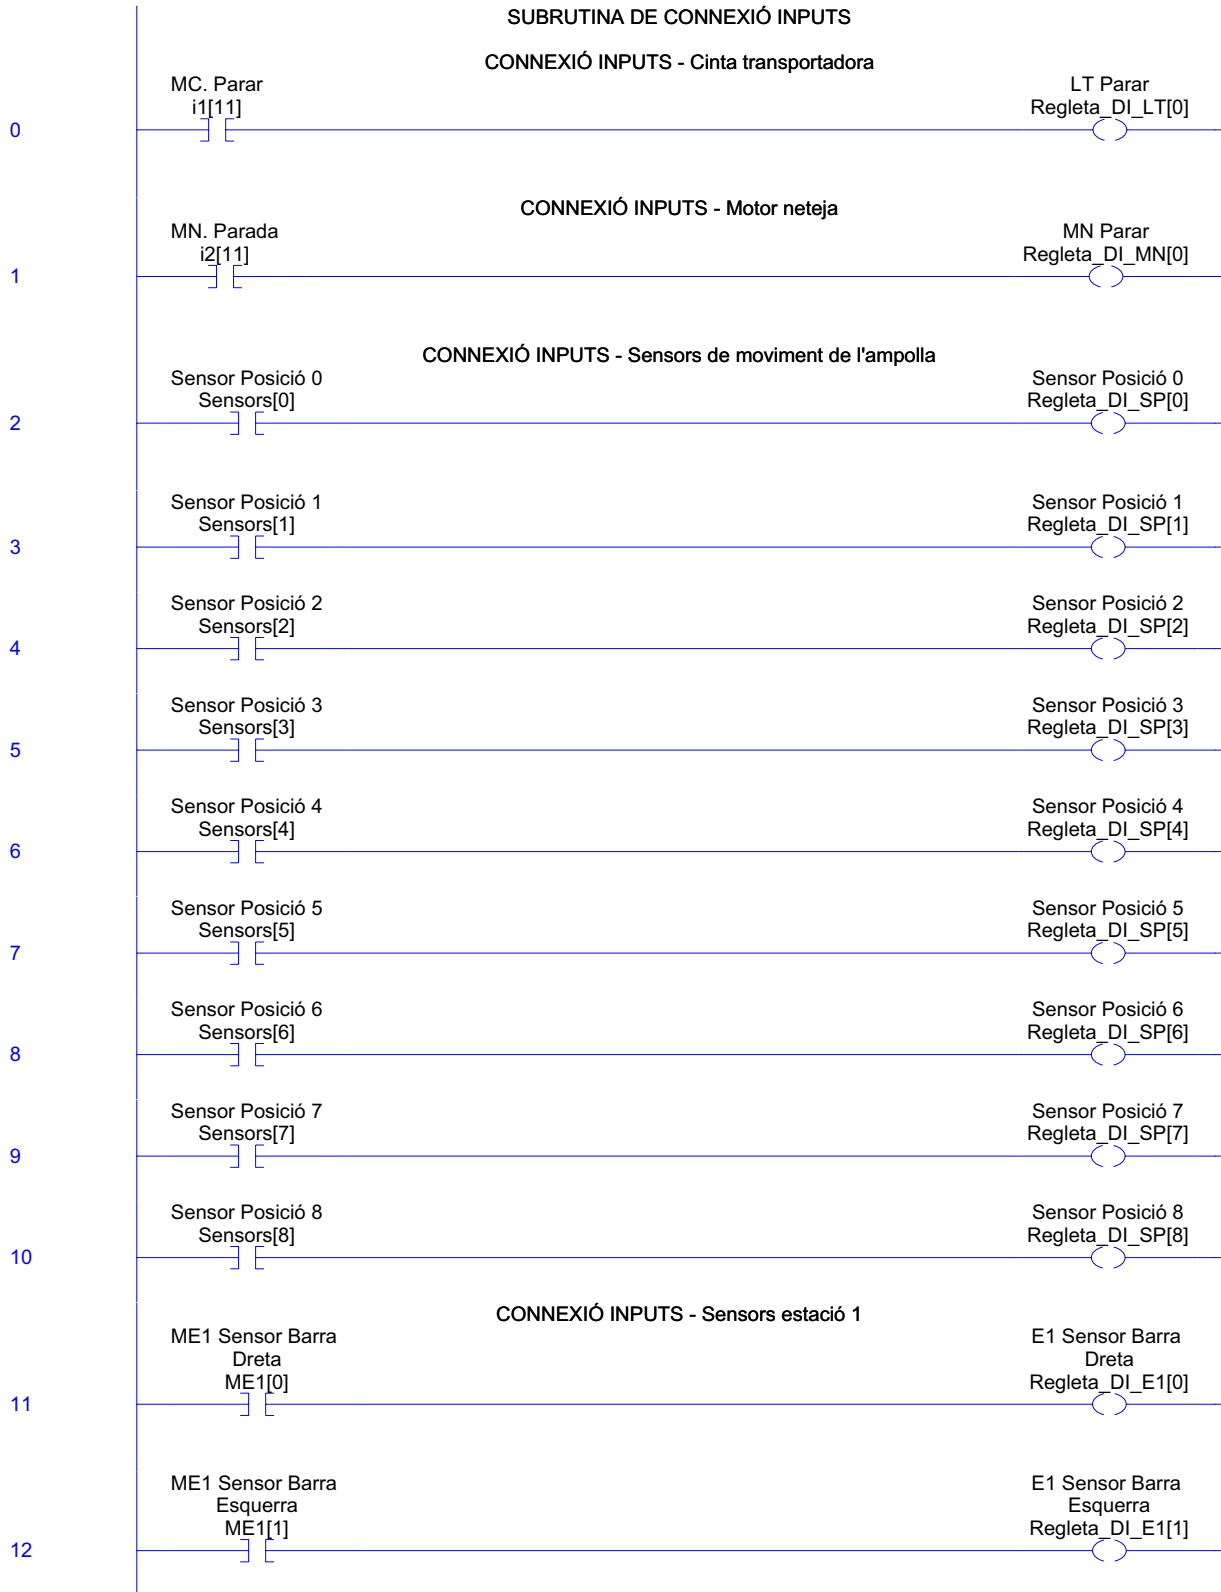 SUBRUTINA DE CONNEXIÓ INPUTS
CONNEXIÓ INPUTS - Cinta transportadora
MC. Parar
i1[11]
LT Parar
Regleta_DI_LT[0]
0
CONNEXIÓ INPUTS - Motor neteja
MN. Parada
i2[11]
MN Parar
Regleta_DI_MN[0]
1
CONNEXIÓ INPUTS - Sensors de moviment de l'ampolla
Sensor Posició 0
Sensors[0]
Sensor Posició 0
Regleta_DI_SP[0]
2
Sensor Posició 1
Sensors[1]
Sensor Posició 1
Regleta_DI_SP[1]
3
Sensor Posició 2
Sensors[2]
Sensor Posició 2
Regleta_DI_SP[2]
4
Sensor Posició 3
Sensors[3]
Sensor Posició 3
Regleta_DI_SP[3]
5
Sensor Posició 4
Sensors[4]
Sensor Posició 4
Regleta_DI_SP[4]
6
Sensor Posició 5
Sensors[5]
Sensor Posició 5
Regleta_DI_SP[5]
7
Sensor Posició 6
Sensors[6]
Sensor Posició 6
Regleta_DI_SP[6]
8
Sensor Posició 7
Sensors[7]
Sensor Posició 7
Regleta_DI_SP[7]
9
Sensor Posició 8
Sensors[8]
Sensor Posició 8
Regleta_DI_SP[8]
10
CONNEXIÓ INPUTS - Sensors estació 1
ME1 Sensor Barra
Dreta
ME1[0]
E1 Sensor Barra
Dreta
Regleta_DI_E1[0]
11
ME1 Sensor Barra
Esquerra
ME1[1]
E1 Sensor Barra
Esquerra
Regleta_DI_E1[1]
12